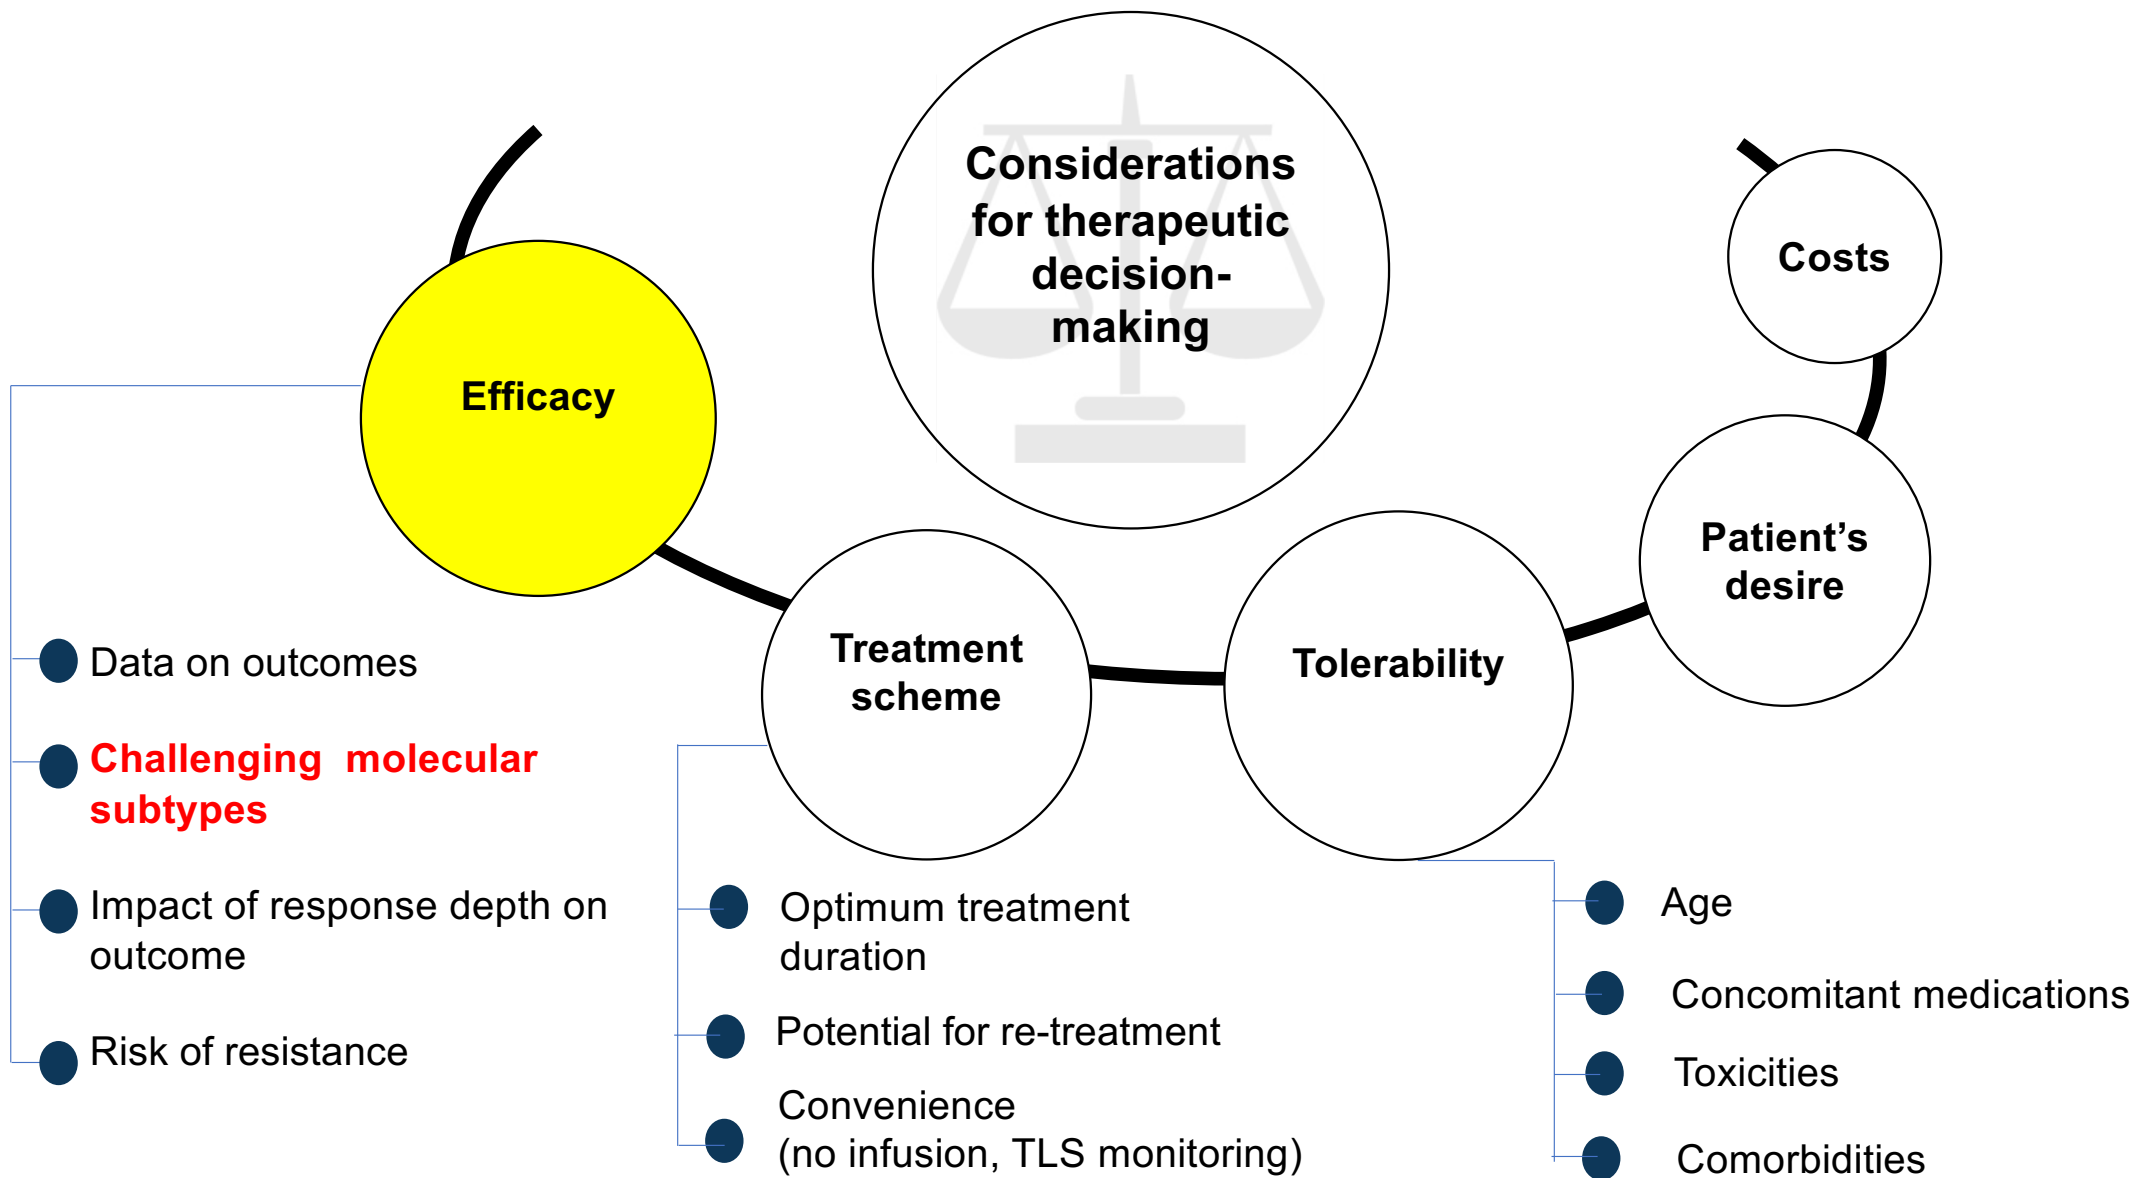 Considerations
for therapeutic
decision-
making
Costs
Efficacy
Patient’s
desire
Treatment
scheme
Tolerability
Data on outcomes
Challenging  molecular
subtypes
Impact of response depth on
outcome
Risk of resistance
Optimum treatment
duration
Potential for re-treatment
Convenience
(no infusion, TLS monitoring)
Age
Concomitant medications
Toxicities
Comorbidities